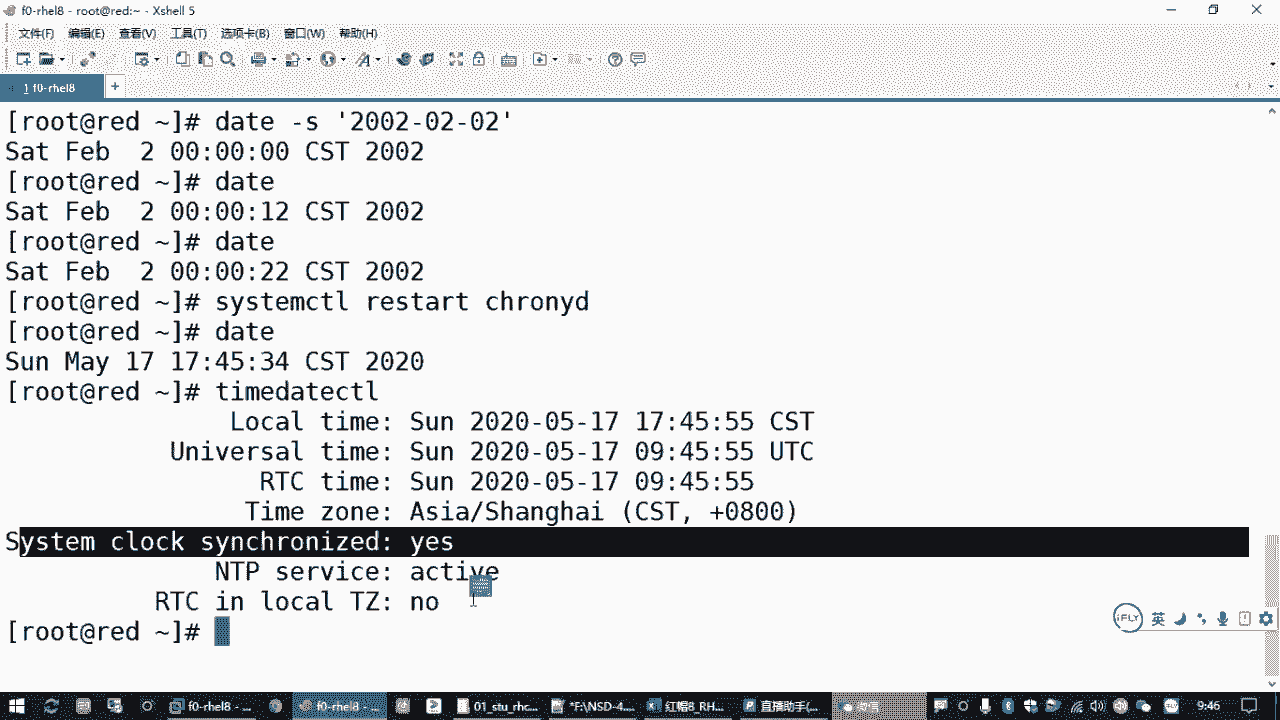 f0-rhel8 - root@red:~ - Xshell 5
文件(F) 编辑(E) 查看(V) 工具(T) 选项卡(B) 窗口(W) 帮助(H)
1 f0-rhel8 +
[root@red ~]# date -s '2002-02-02'
Sat Feb  2 00:00:00 CST 2002
[root@red ~]# date
Sat Feb  2 00:00:12 CST 2002
[root@red ~]# date
Sat Feb  2 00:00:22 CST 2002
[root@red ~]# systemctl restart chronyd
[root@red ~]# date
Sun May 17 17:45:34 CST 2020
[root@red ~]# timedatectl
Local time: Sun 2020-05-17 17:45:55 CST
Universal time: Sun 2020-05-17 09:45:55 UTC
RTC time: Sun 2020-05-17 09:45:55
Time zone: Asia/Shanghai (CST, +0800)
System clock synchronized: yes
NTP service: active
RTC in local TZ: no
[root@red ~]#
iFLY 英
f0-rhel8 - ... f0-rhel8 - ... 01_stu_rhc... *F:\NSD-4... 红帽8_RH... 直播助手(... 9:46